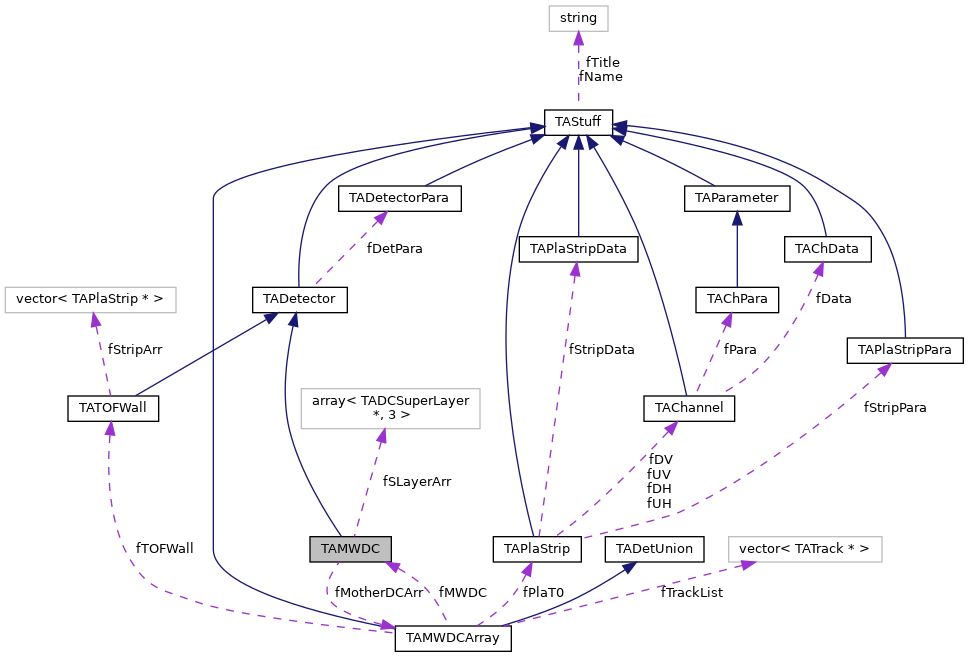 string
fTitle
fName
TAStuff
TADetectorPara
TAParameter
TAPlaStripData
TAChData
fDetPara
vector< TAPlaStrip * >
TADetector
TAChPara
fData
fStripArr
fStripData
fPara
TAPlaStripPara
TATOFWall
array< TADCSuperLayer
*, 3 >
TAChannel
fStripPara
fSLayerArr
fDV
fUV
fDH
fUH
fTOFWall
TAMWDC
TAPlaStrip
TADetUnion
vector< TATrack * >
fMotherDCArr
fMWDC
fPlaT0
fTrackList
TAMWDCArray